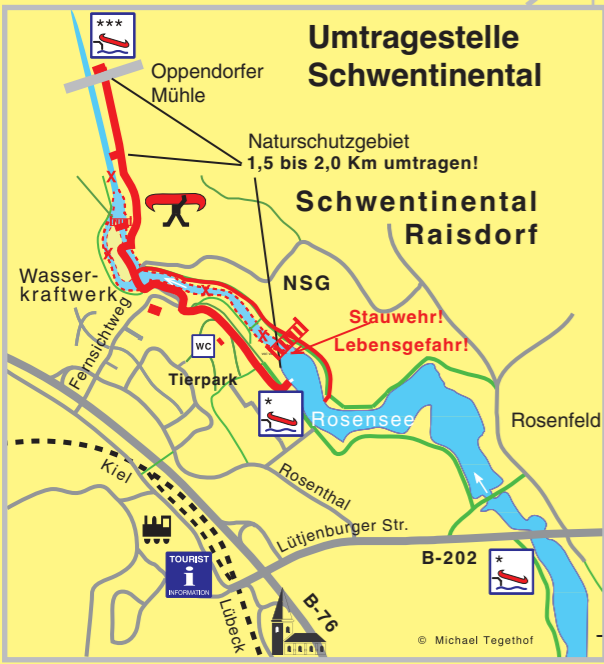 ***
Umtragestelle
Schwentinental
Oppendorfer
Mühle
Naturschutzgebiet
1,5 bis 2,0 Km umtragen!
Schwentinental
Raisdorf
NSG
Wasser-
kraftwerk
Fernsichtweg
Stauwehr!
Lebensgefahr!
WC
Tierpark
*
Rosensee
Rosenfeld
Kiel
Rosenthal
Lütjenburger Str.
B-202
*
TOURIST
i
INFORMATION
Lübeck
B-76
© Michael Tegethof